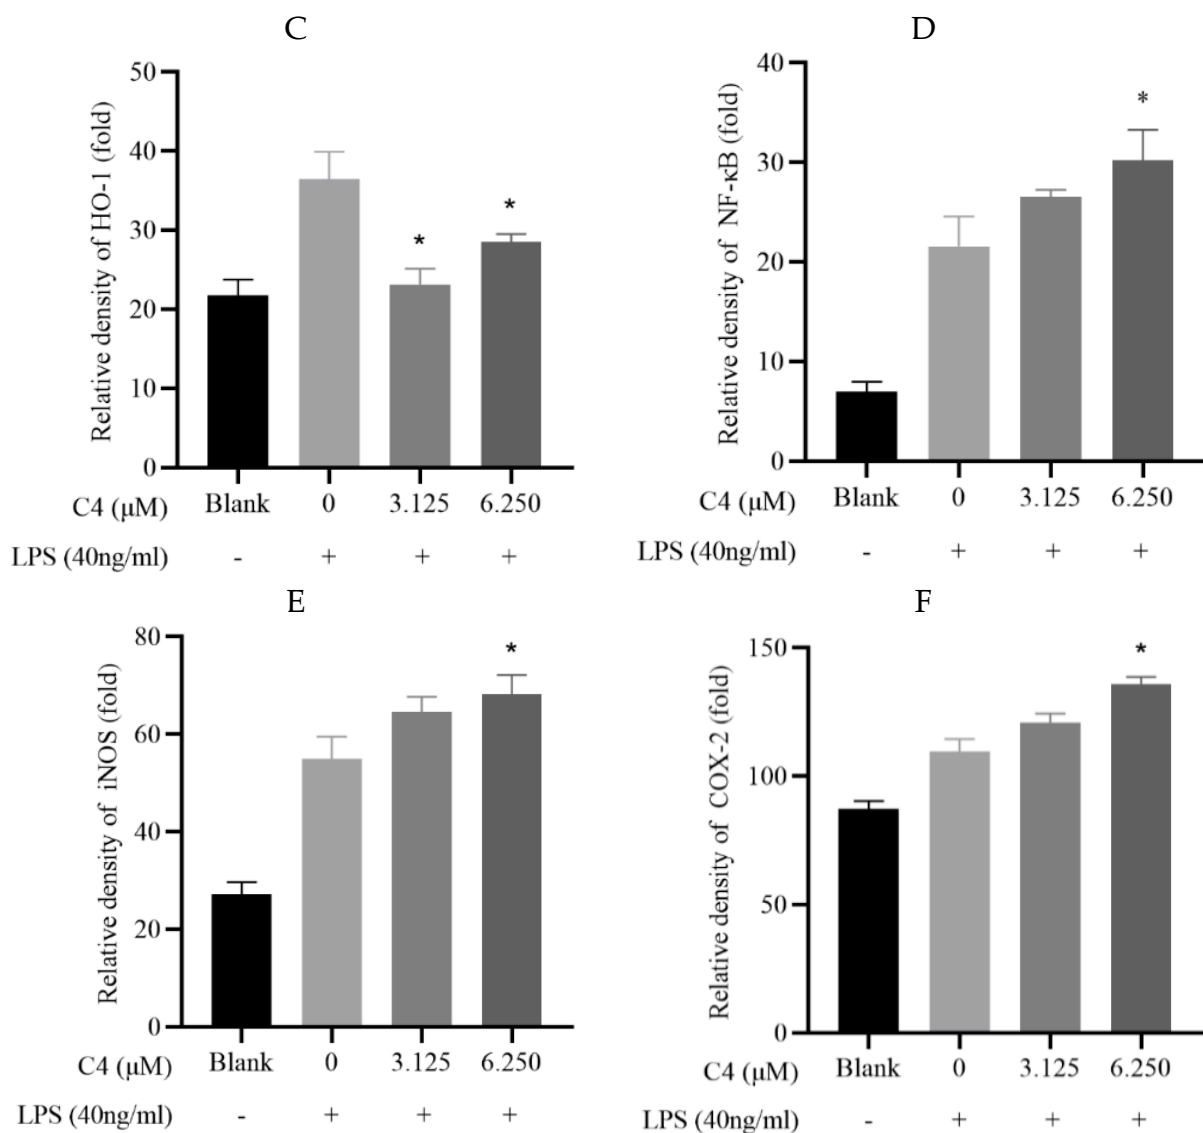 C
Relative density of HO-1 (fold)
50
40
30
20
10
0
*
*
C4 (μM) Blank 0 3.125 6.250
LPS (40ng/ml) - + + +
D
Relative density of NF-κB (fold)
40
30
20
10
0
*
C4 (μM) Blank 0 3.125 6.250
LPS (40ng/ml) - + + +
E
Relative density of iNOS (fold)
80
60
40
20
0
*
C4 (μM) Blank 0 3.125 6.250
LPS (40ng/ml) - + + +
F
Relative density of COX-2 (fold)
150
100
50
0
*
C4 (μM) Blank 0 3.125 6.250
LPS (40ng/ml) - + + +